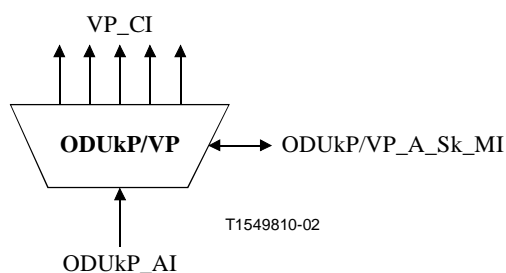 VP_CI
ODUkP/VP
ODUkP/VP_A_Sk_MI
T1549810-02
ODUkP_AI